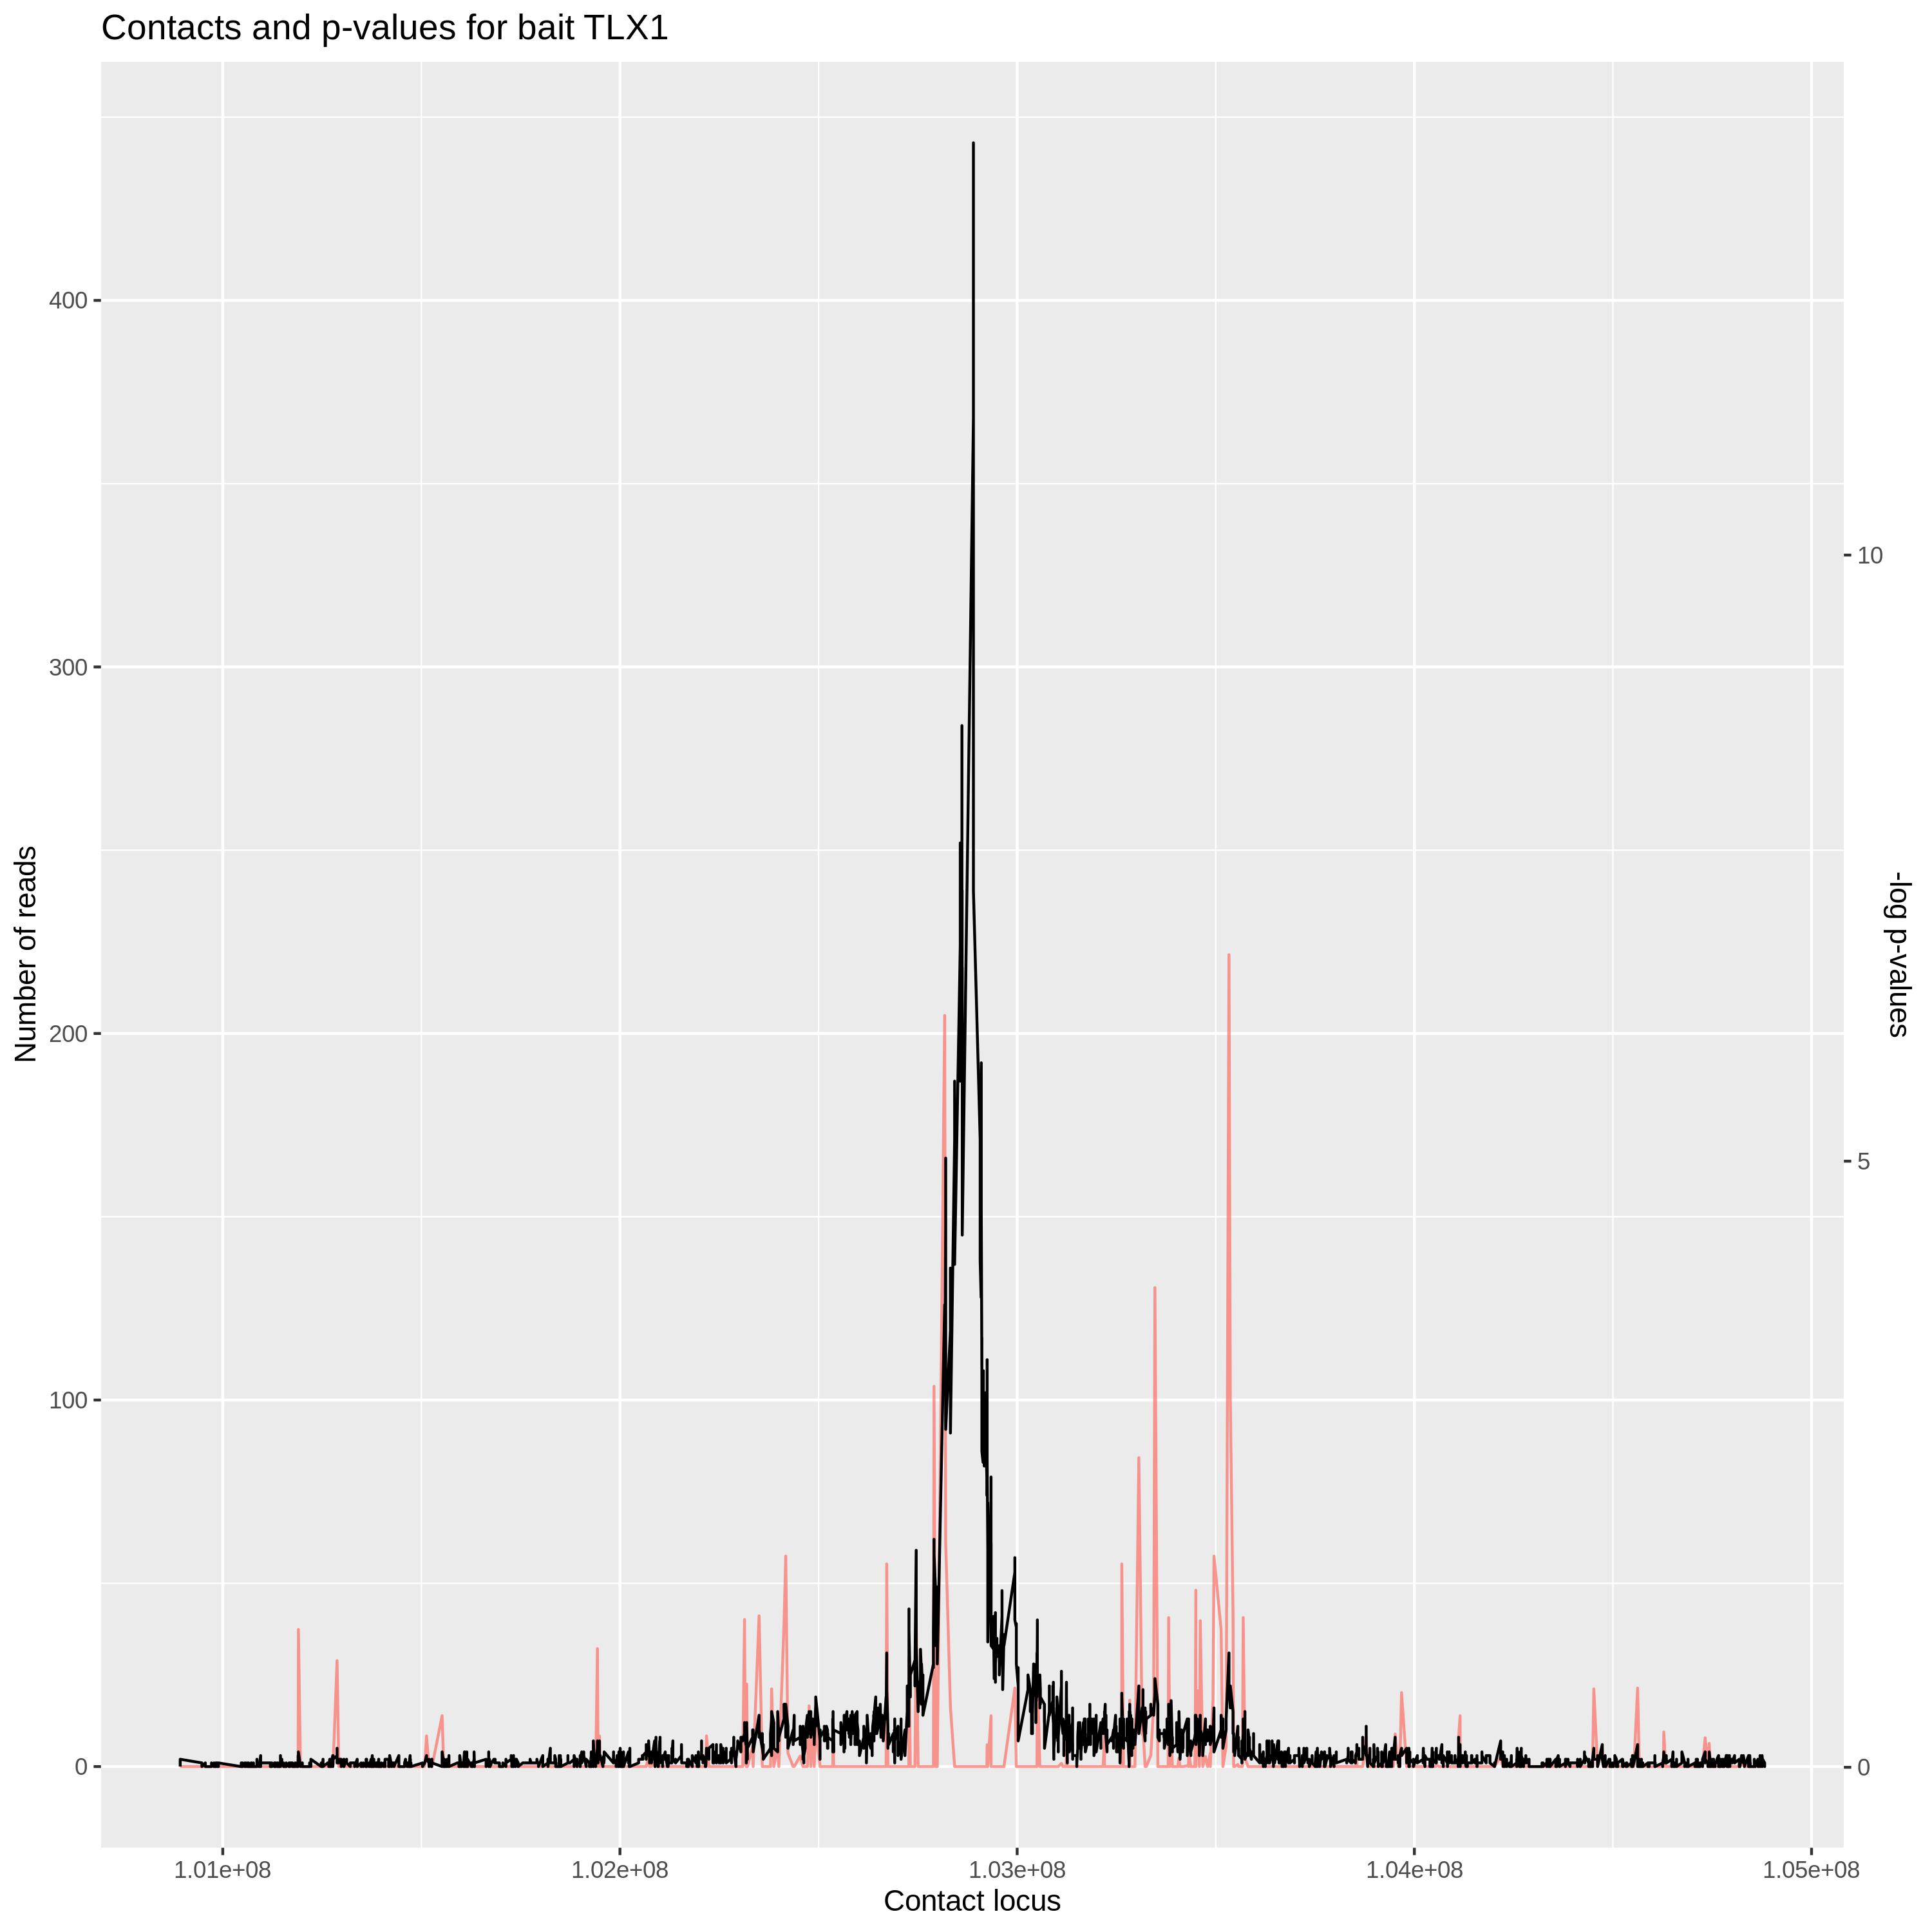 Contacts and p-values for bait TLX1
400
300
200
100
0
Number of reads
10
5
0
-log p-values
1.01e+08
1.02e+08
1.03e+08
1.04e+08
1.05e+08
Contact locus